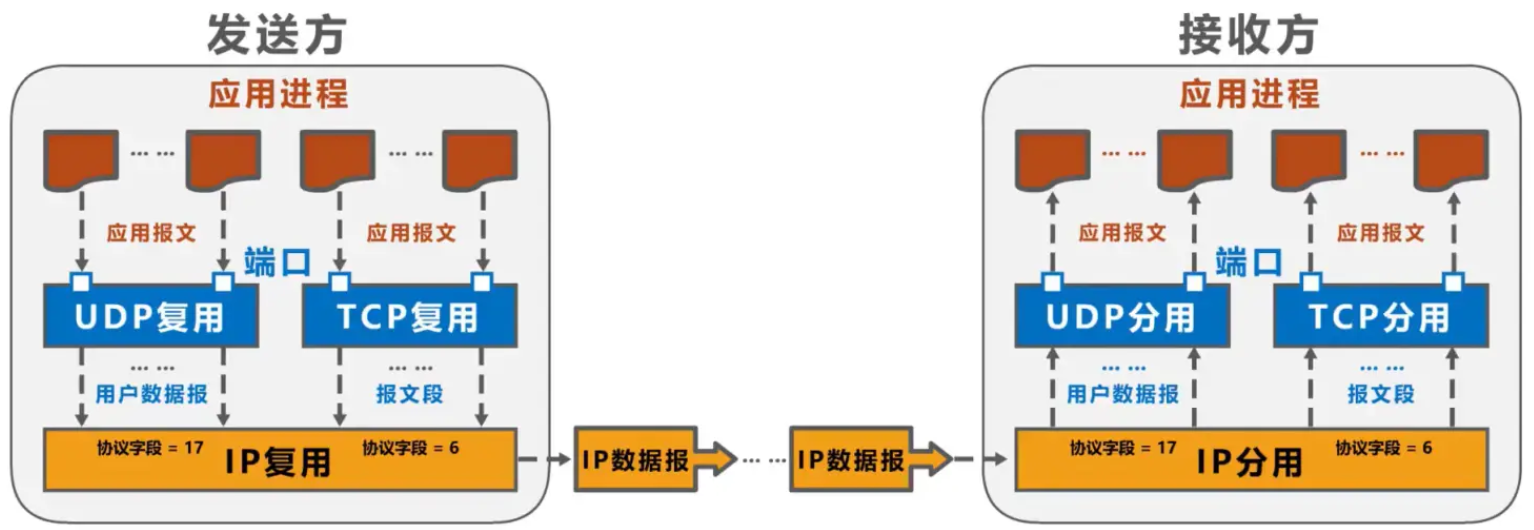 发送方
应用进程
... ...
... ...
应用报文
应用报文
端口
UDP复用
TCP复用
... ...
... ...
用户数据报
报文段
协议字段 = 17
协议字段 = 6
IP复用
IP数据报
... ...
IP数据报
接收方
应用进程
... ...
... ...
应用报文
应用报文
端口
UDP分用
TCP分用
... ...
... ...
用户数据报
报文段
协议字段 = 17
协议字段 = 6
IP分用